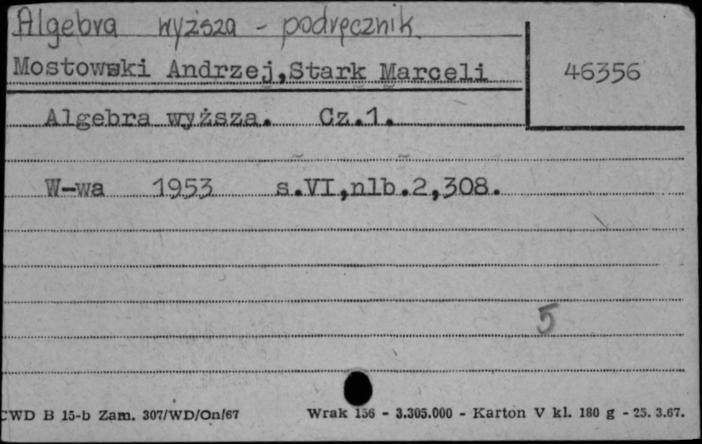 Algebra wyższa - podręcznik
Mostowski Andrzej,Stark Marceli
46356
Algebra wyższa. Cz.1.
W-wa 1953 s.VI,nlb.2,308.
5
CWD B 15-b Zam. 307/WD/On/67 Wrak 156 - 3.305.000 - Karton V kl. 180 g - 25. 3.67.